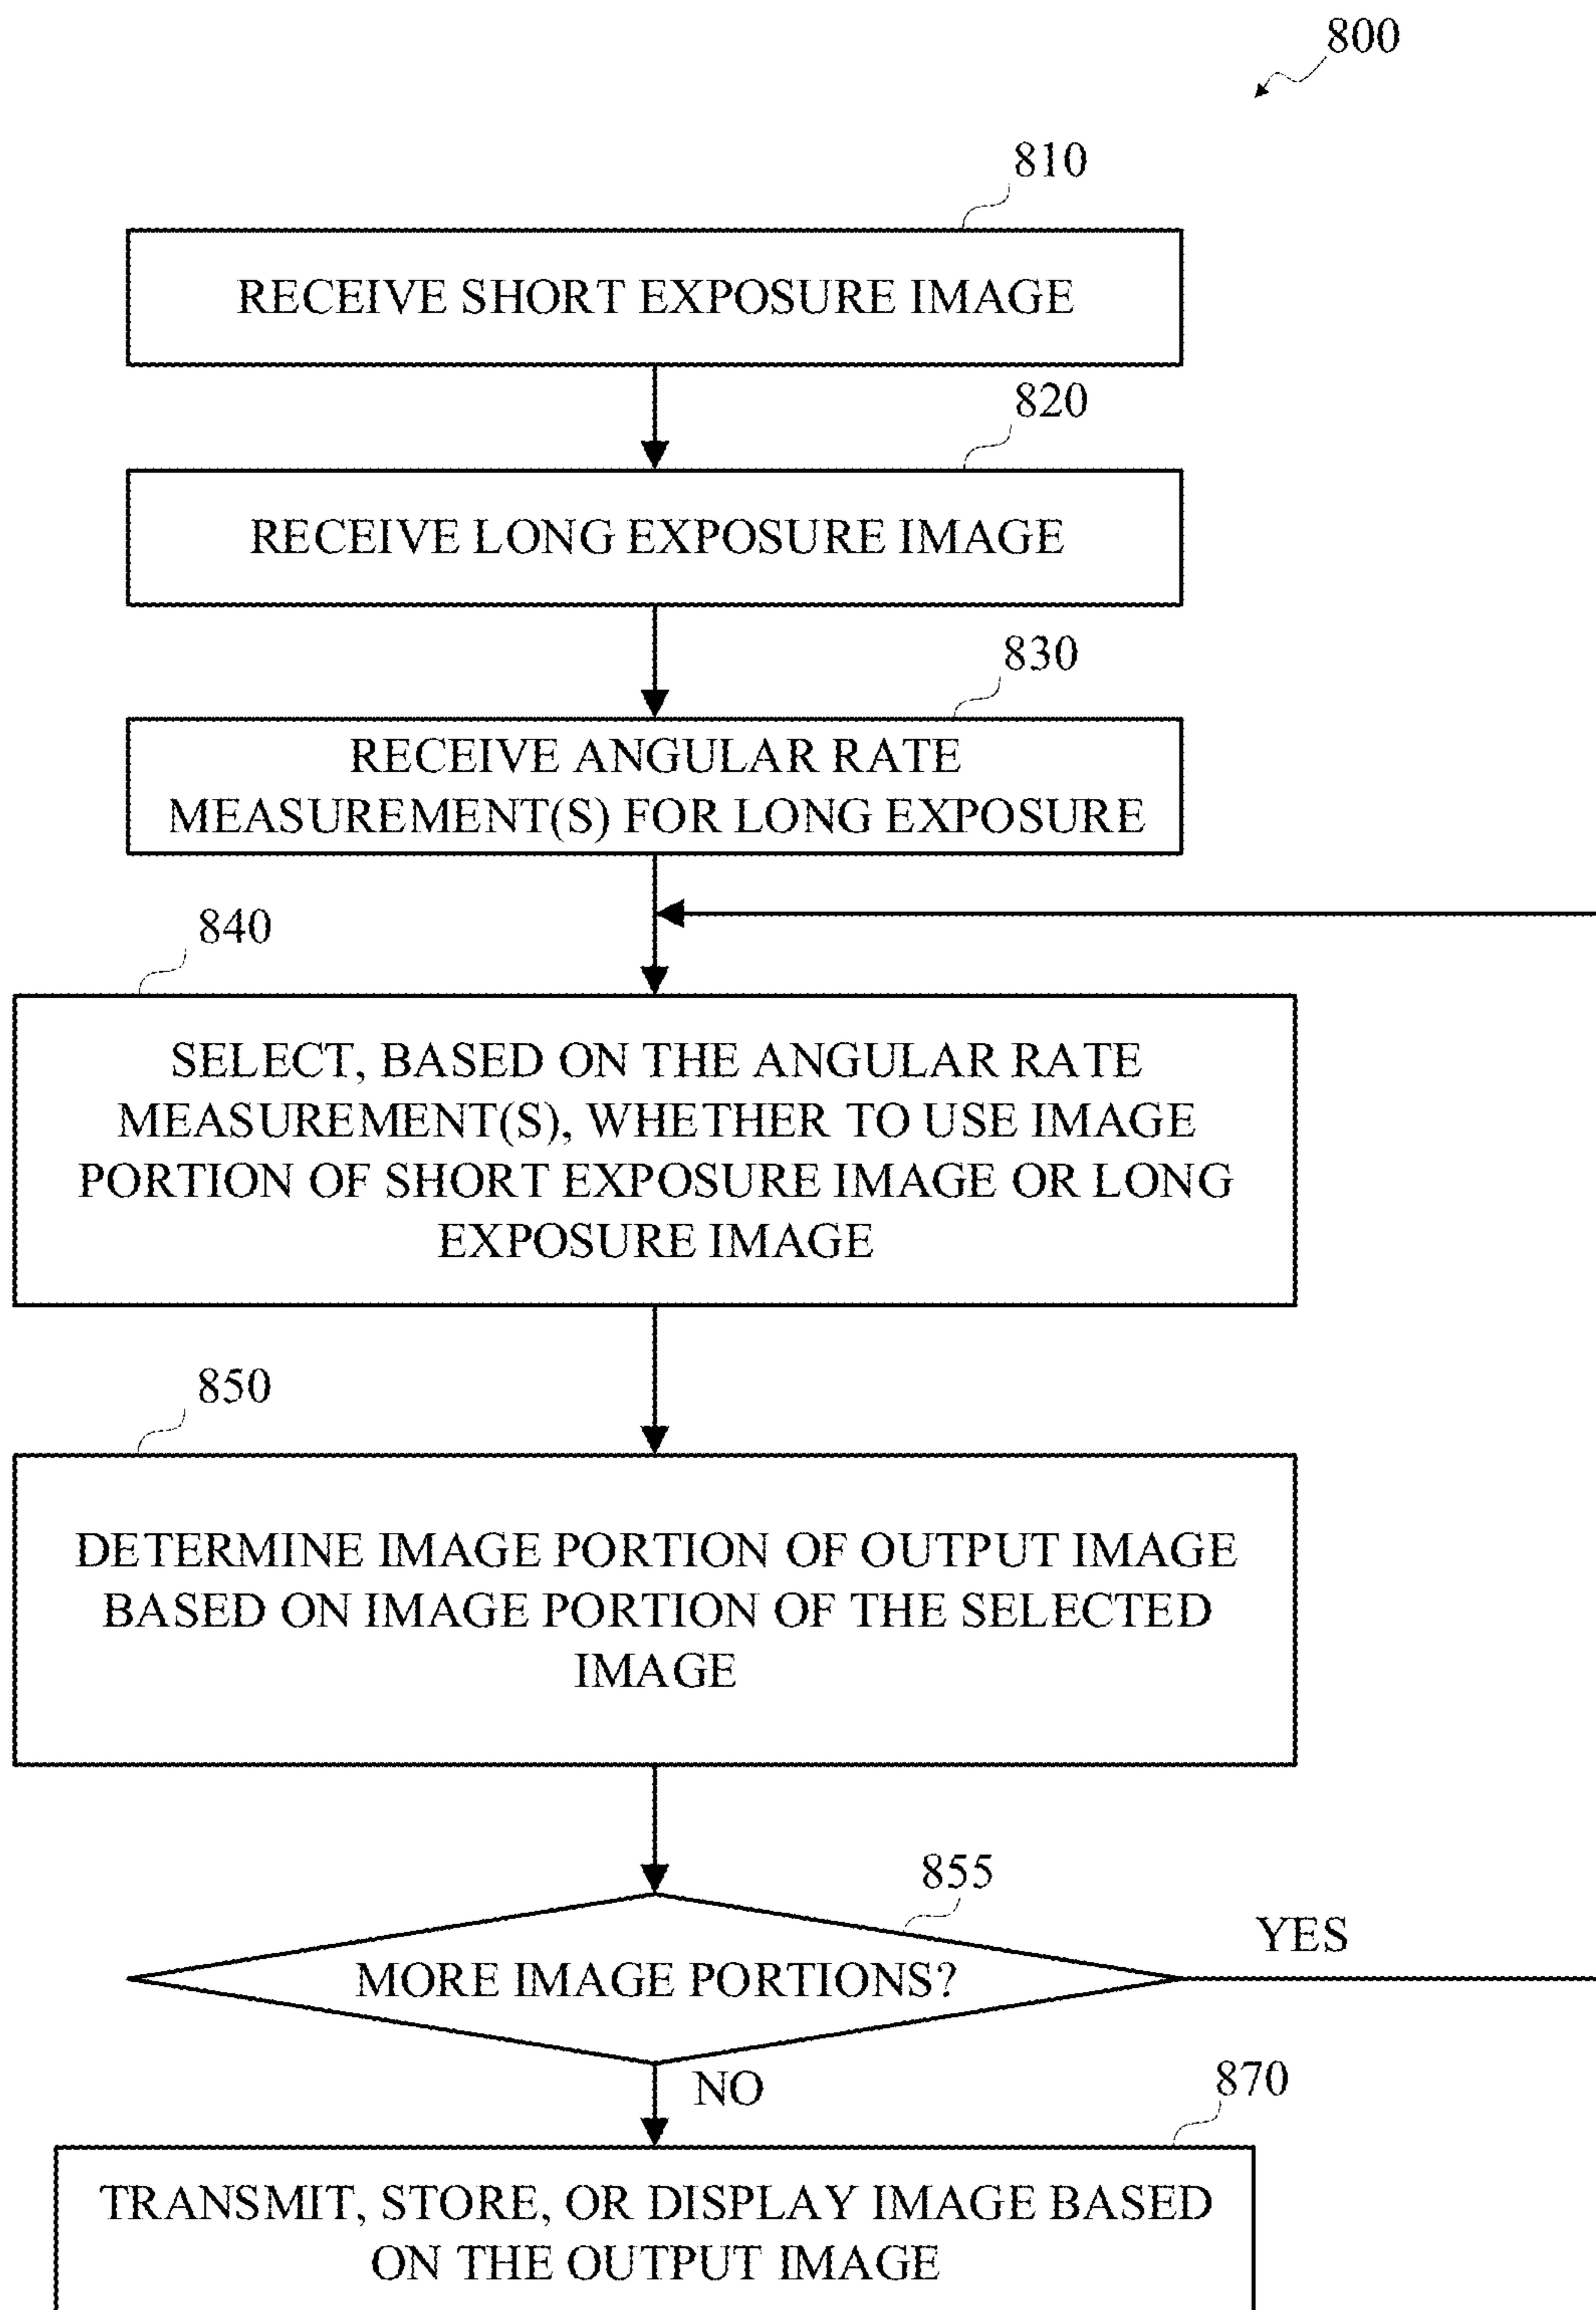 800
810
RECEIVE SHORT EXPOSURE IMAGE
820
RECEIVE LONG EXPOSURE IMAGE
830
RECEIVE ANGULAR RATE
MEASUREMENT(S) FOR LONG EXPOSURE
840
SELECT, BASED ON THE ANGULAR RATE
MEASUREMENT(S), WHETHER TO USE IMAGE
PORTION OF SHORT EXPOSURE IMAGE OR LONG
EXPOSURE IMAGE
850
DETERMINE IMAGE PORTION OF OUTPUT IMAGE
BASED ON IMAGE PORTION OF THE SELECTED
IMAGE
855
YES
MORE IMAGE PORTIONS?
NO
870
TRANSMIT, STORE, OR DISPLAY IMAGE BASED
ON THE OUTPUT IMAGE